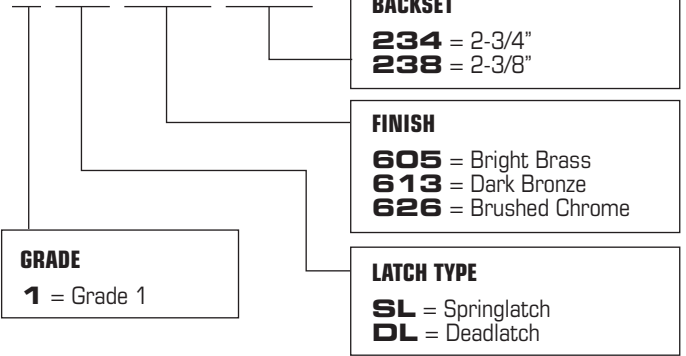 BACKSET
234 = 2-3/4”
238 = 2-3/8”
FINISH
605 = Bright Brass
613 = Dark Bronze
626 = Brushed Chrome
GRADE
1 = Grade 1
LATCH TYPE
SL = Springlatch
DL = Deadlatch